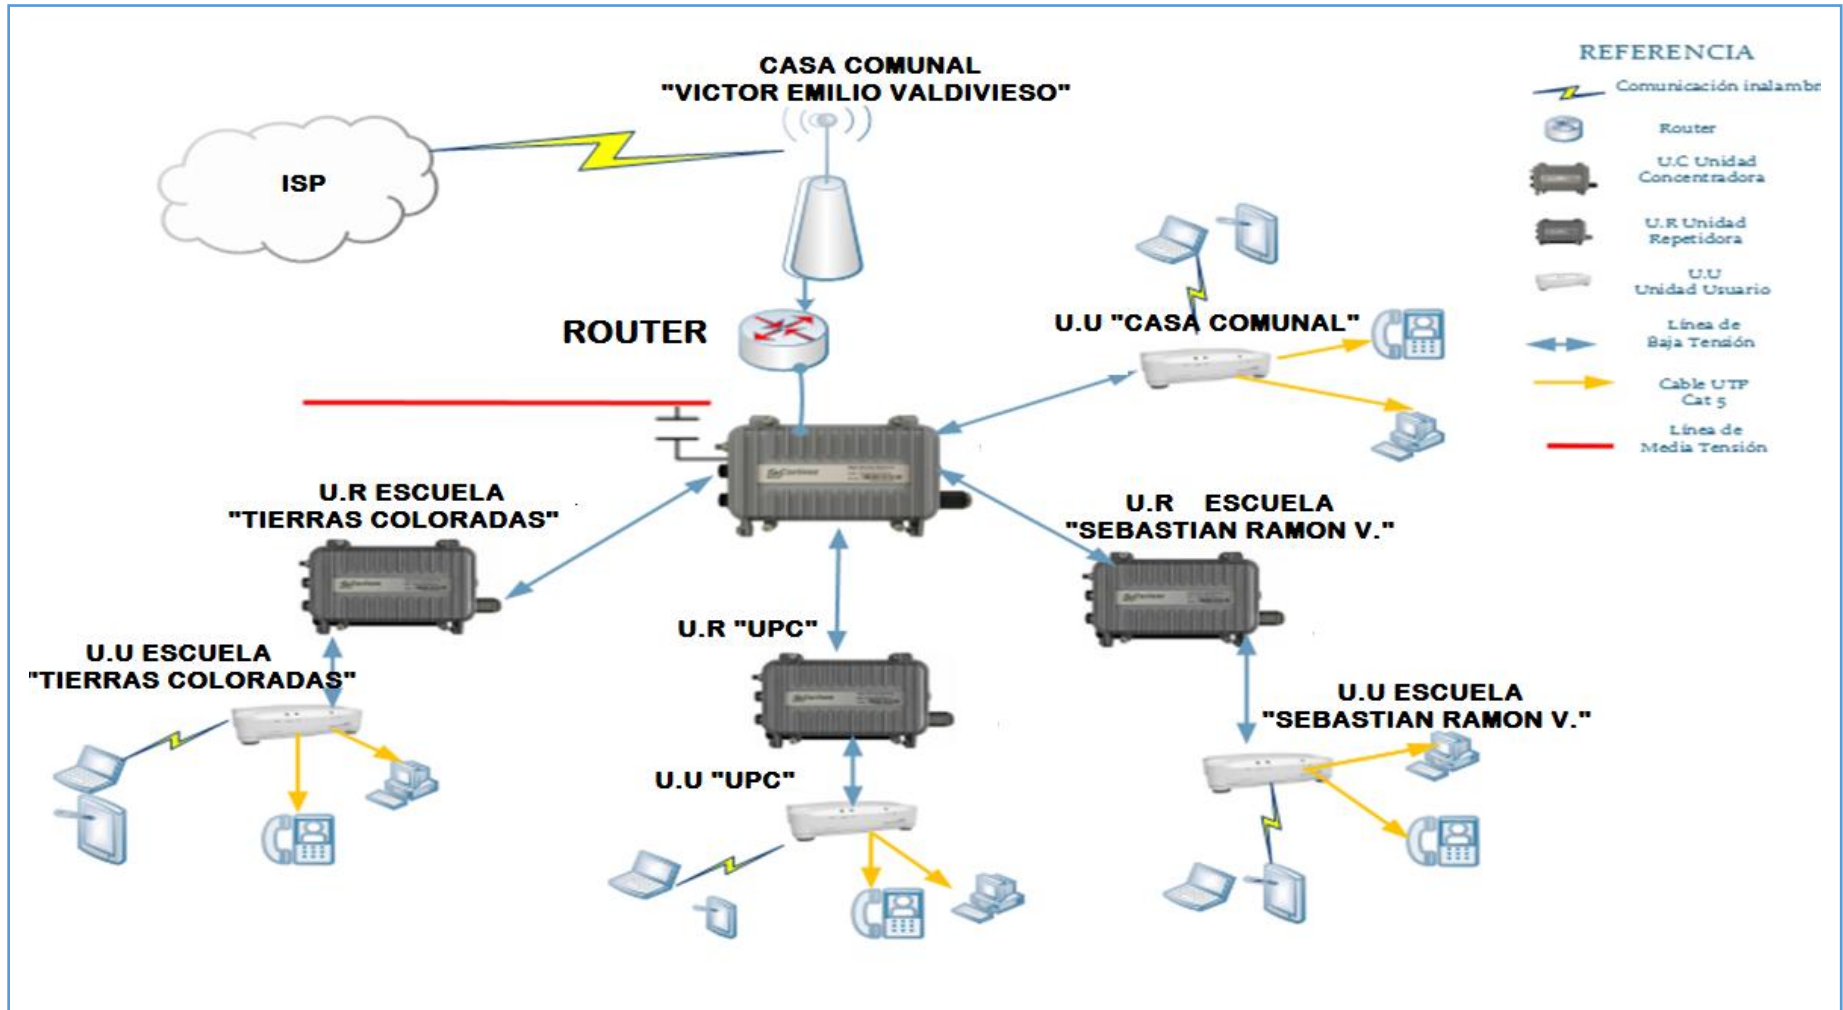 CASA COMUNAL
"VICTOR EMILIO VALDIVIESO"
ISP
ROUTER
U.U "CASA COMUNAL"
U.R ESCUELA
"TIERRAS COLORADAS"
U.R ESCUELA
"SEBASTIAN RAMON V."
U.R "UPC"
U.U ESCUELA
"TIERRAS COLORADAS"
U.U ESCUELA
"SEBASTIAN RAMON V."
U.U "UPC"
REFERENCIA
Comunicación inalambr
Router
U.C Unidad
Concentradora
U.R Unidad
Repetidora
U.U
Unidad Usuario
Línea de
Baja Tensión
Cable UTP
Cat 5
Línea de
Media Tensión